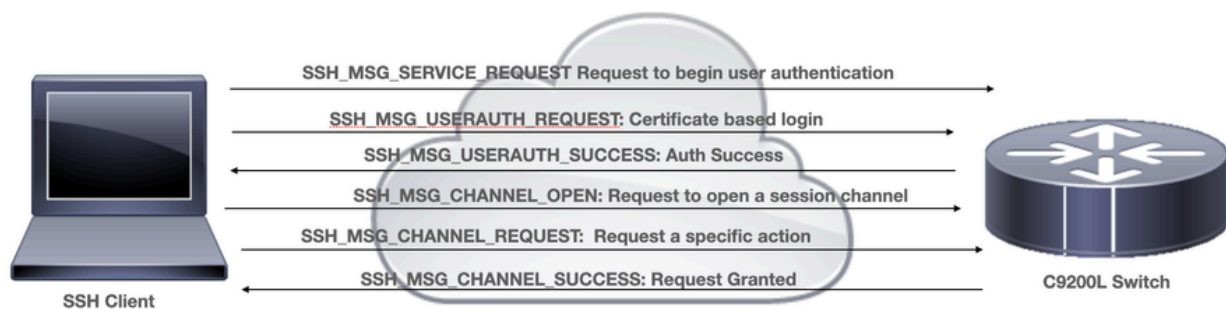 SSH_MSG_SERVICE_REQUEST Request to begin user authentication
SSH_MSG_USERAUTH_REQUEST: Certificate based login
SSH_MSG_USERAUTH_SUCCESS: Auth Success
SSH_MSG_CHANNEL_OPEN: Request to open a session channel
SSH_MSG_CHANNEL_REQUEST: Request a specific action
SSH_MSG_CHANNEL_SUCCESS: Request Granted
SSH Client
C9200L Switch